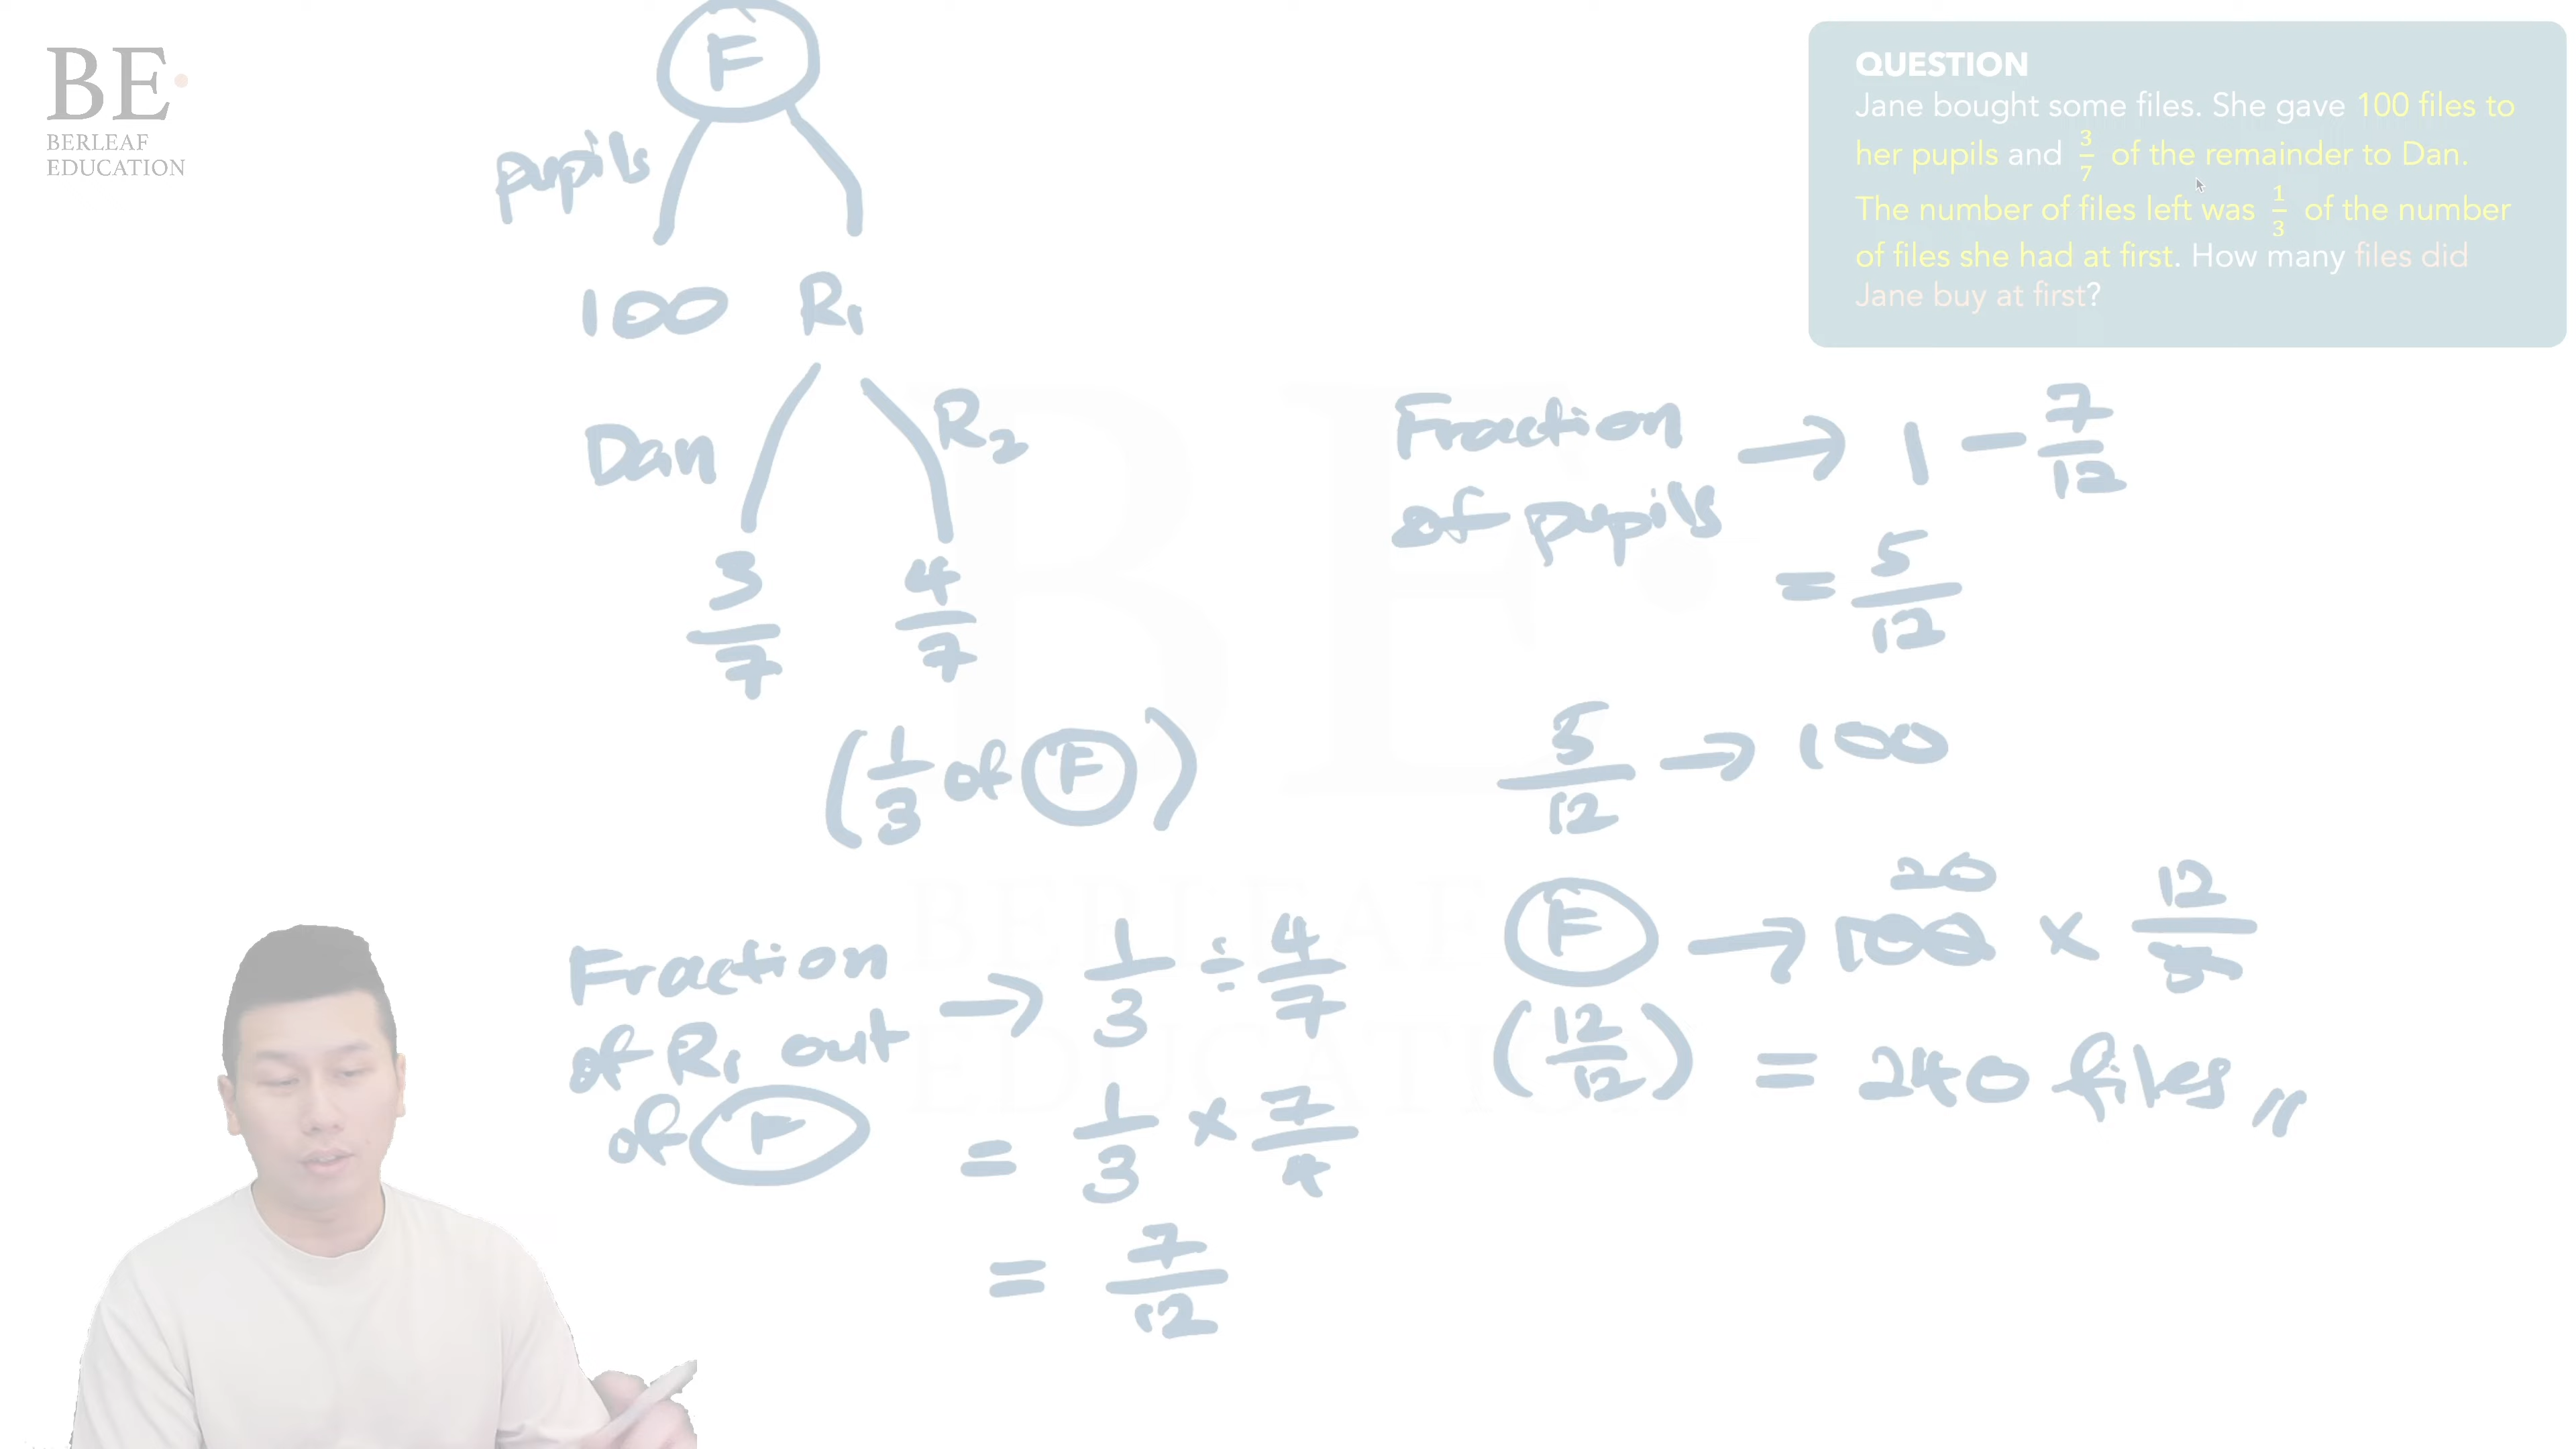 BE
BERLEAF
EDUCATION
QUESTION
Jane bought some files. She gave 100 files to
her pupils and 3/7 of the remainder to Dan.
The number of files left was 1/3 of the number
of files she had at first. How many files did
Jane buy at first?
F
pupils
100 R₁
Dan R₂
3/7 4/7
(1/3 of F)
Fraction
of R₁ out
of F
→ 1/3 ÷ 4/7
= 1/3 × 7/4
= 7/12
Fraction
of pupils
→ 1 − 7/12
= 5/12
5/12 → 100
20
F → 100 × 12/5
(12/12) = 240 files
BE
BERLEAF
EDUCATION